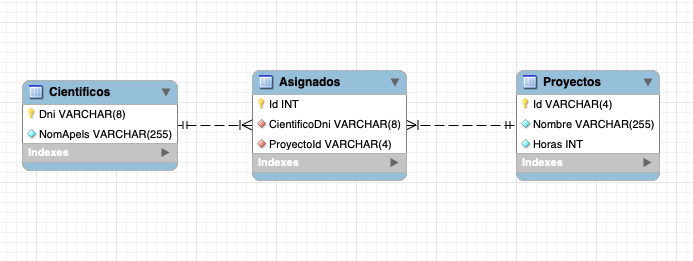 Cientificos
Dni VARCHAR(8)
NomApels VARCHAR(255)
Indexes
Asignados
Id INT
CientificoDni VARCHAR(8)
ProyectoId VARCHAR(4)
Indexes
Proyectos
Id VARCHAR(4)
Nombre VARCHAR(255)
Horas INT
Indexes